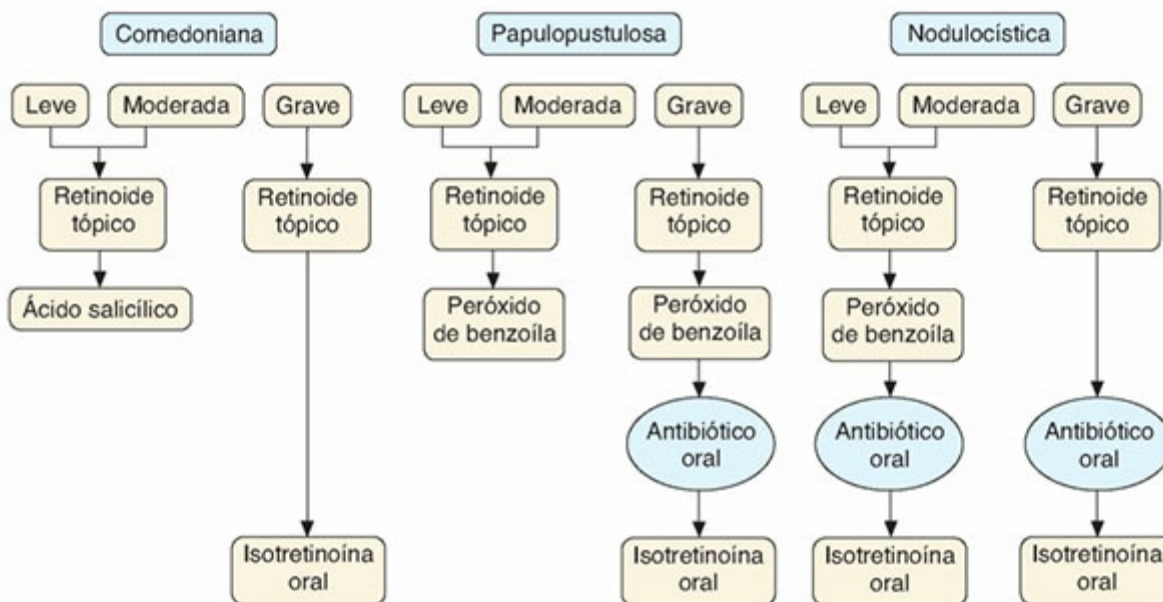 Comedoniana
Leve
Moderada
Grave
Retinoide
tópico
Ácido salicílico
Retinoide
tópico
Isotretinoína
oral
Papulopustulosa
Leve
Moderada
Grave
Retinoide
tópico
Peróxido
de benzoíla
Retinoide
tópico
Peróxido
de benzoíla
Antibiótico
oral
Isotretinoína
oral
Nodulocística
Leve
Moderada
Grave
Retinoide
tópico
Peróxido
de benzoíla
Antibiótico
oral
Isotretinoína
oral
Retinoide
tópico
Antibiótico
oral
Isotretinoína
oral